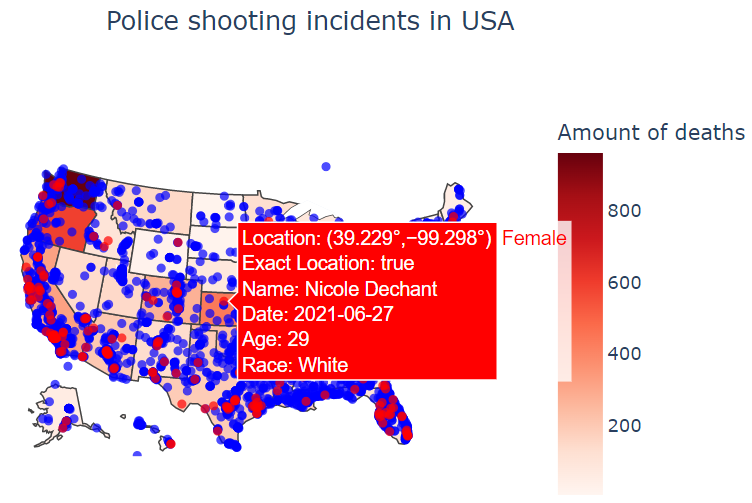 Police shooting incidents in USA
Amount of deaths
800
600
400
200
Location: (39.229°,−99.298°) Female
Exact Location: true
Name: Nicole Dechant
Date: 2021-06-27
Age: 29
Race: White